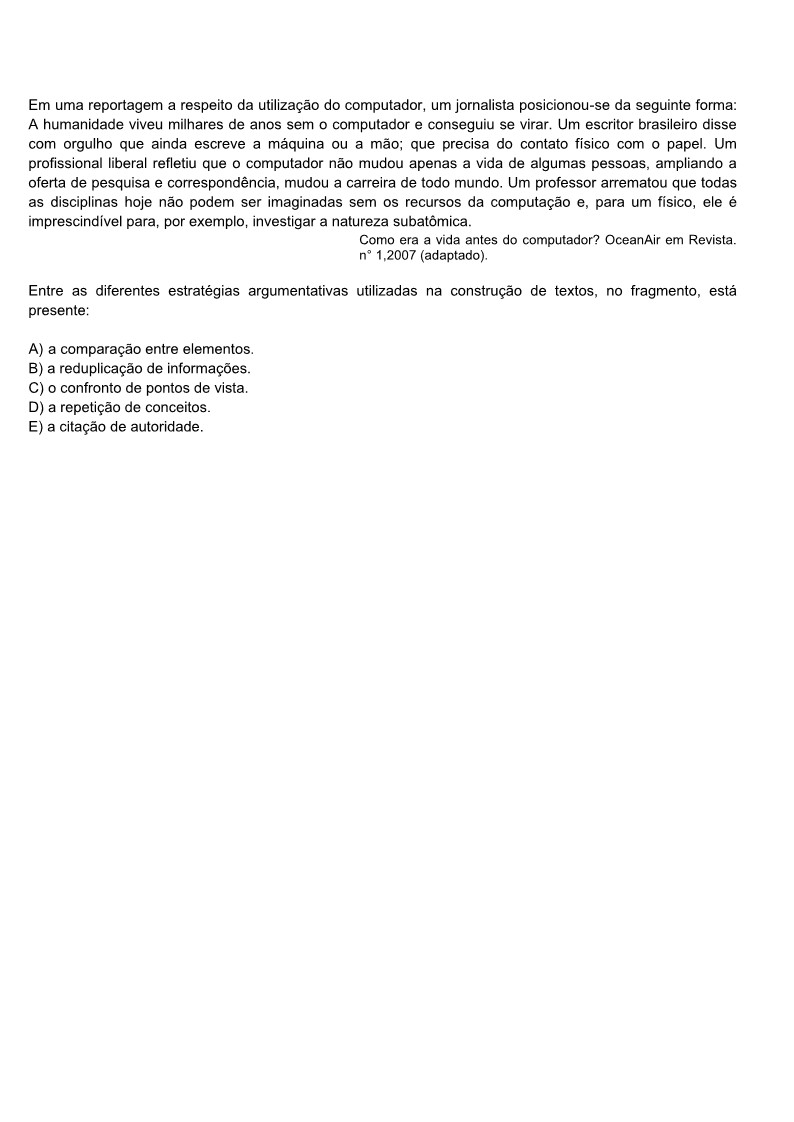 Em uma reportagem a respeito da utilização do computador, um jornalista posicionou-se da seguinte forma:
A humanidade viveu milhares de anos sem o computador e conseguiu se virar. Um escritor brasileiro disse
com orgulho que ainda escreve a máquina ou a mão; que precisa do contato físico com o papel. Um
profissional liberal refletiu que o computador não mudou apenas a vida de algumas pessoas, ampliando a
oferta de pesquisa e correspondência, mudou a carreira de todo mundo. Um professor arrematou que todas
as disciplinas hoje não podem ser imaginadas sem os recursos da computação e, para um físico, ele é
imprescindível para, por exemplo, investigar a natureza subatômica.
Como era a vida antes do computador? OceanAir em Revista.
n° 1,2007 (adaptado).
Entre as diferentes estratégias argumentativas utilizadas na construção de textos, no fragmento, está
presente:
A) a comparação entre elementos.
B) a reduplicação de informações.
C) o confronto de pontos de vista.
D) a repetição de conceitos.
E) a citação de autoridade.